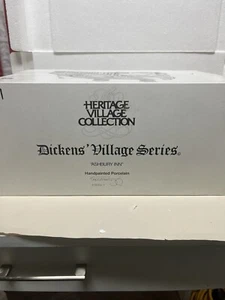 HERITAGE
VILLAGE
COLLECTION
Dickens' Village Series®
"ASHBURY INN"
Handpainted Porcelain